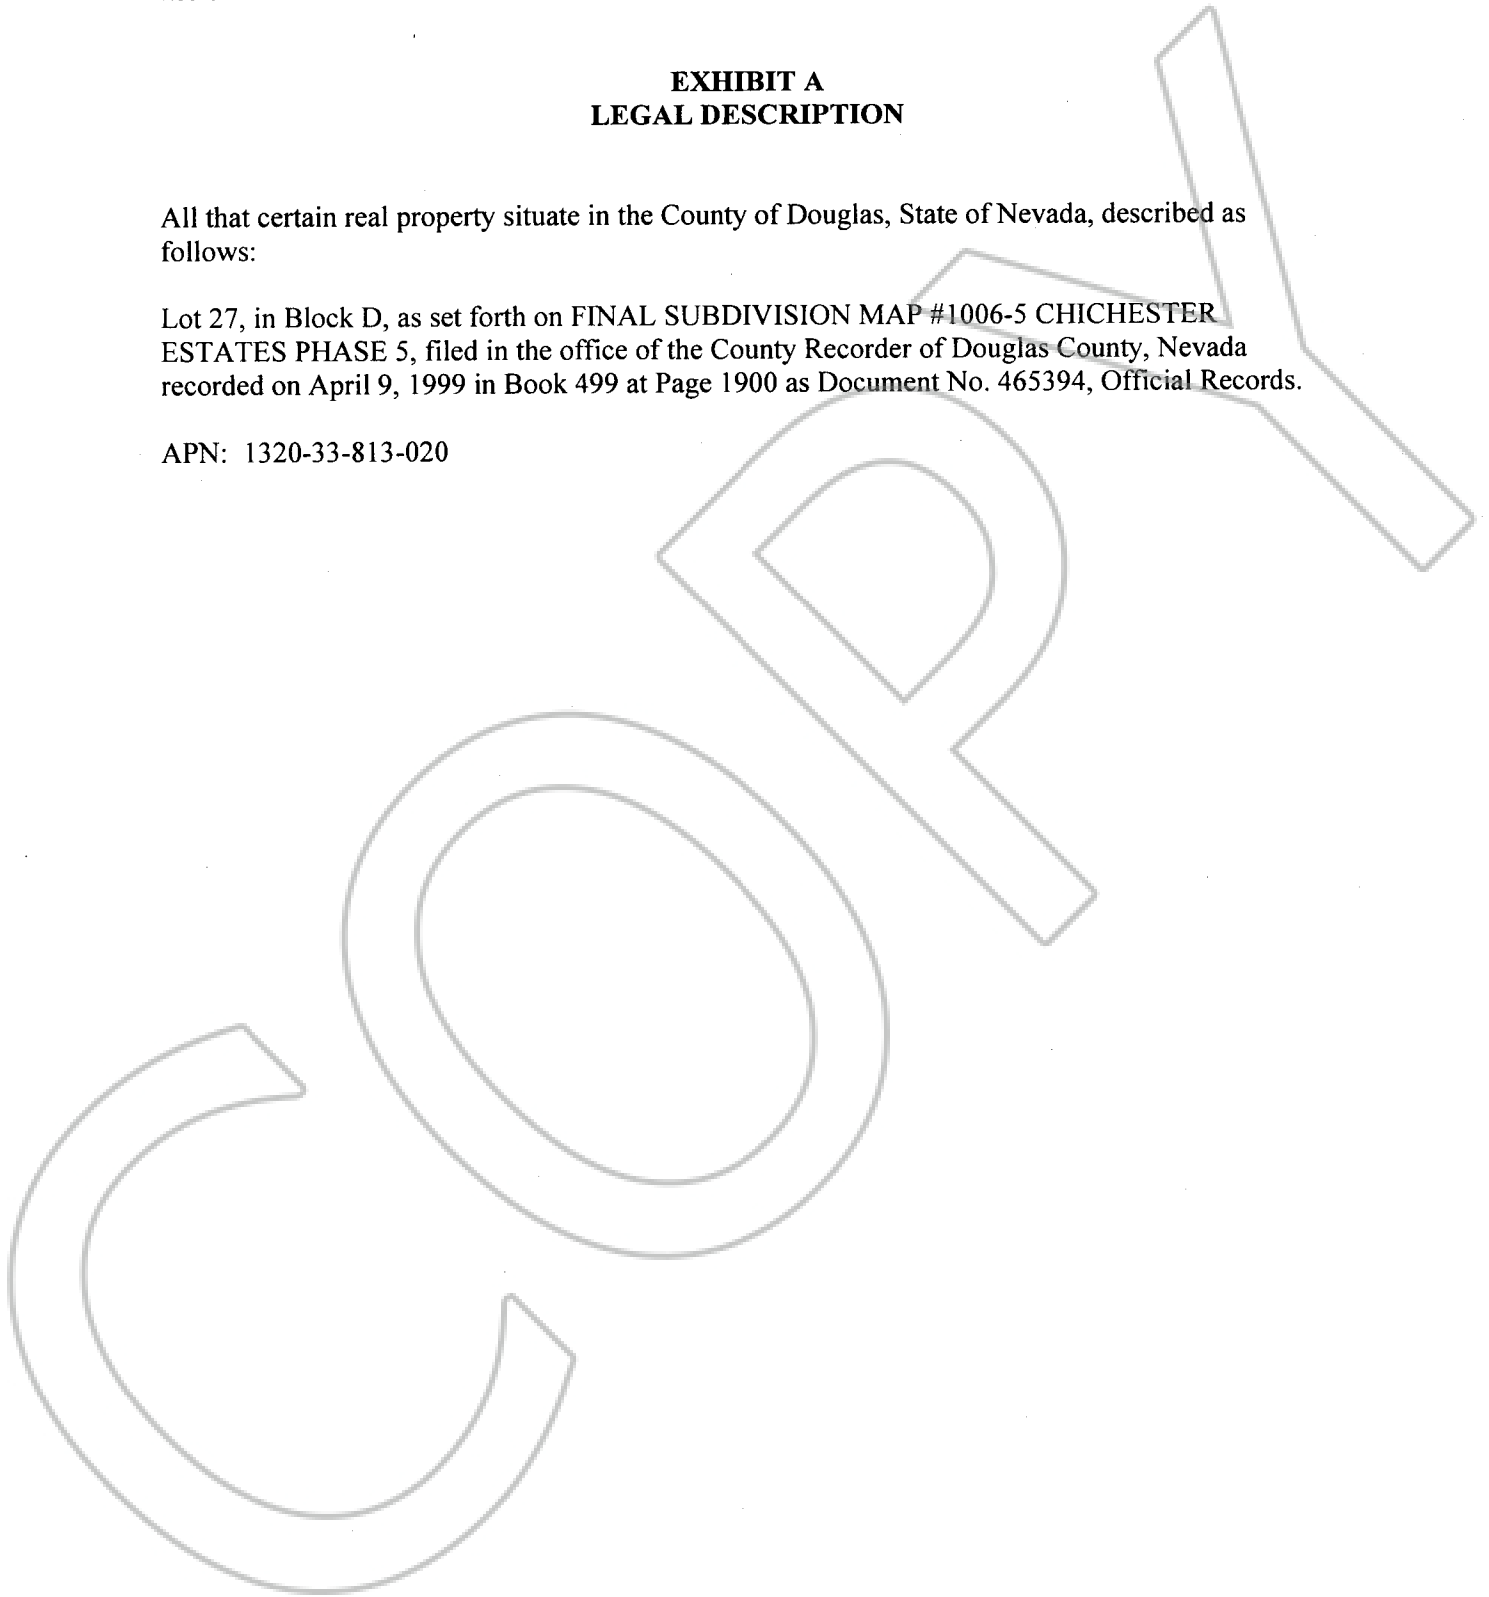 EXHIBIT A
LEGAL DESCRIPTION
All that certain real property situate in the County of Douglas, State of Nevada, described as
follows:
Lot 27, in Block D, as set forth on FINAL SUBDIVISION MAP #1006-5 CHICHESTER
ESTATES PHASE 5, filed in the office of the County Recorder of Douglas County, Nevada
recorded on April 9, 1999 in Book 499 at Page 1900 as Document No. 465394, Official Records.
APN: 1320-33-813-020
COPY